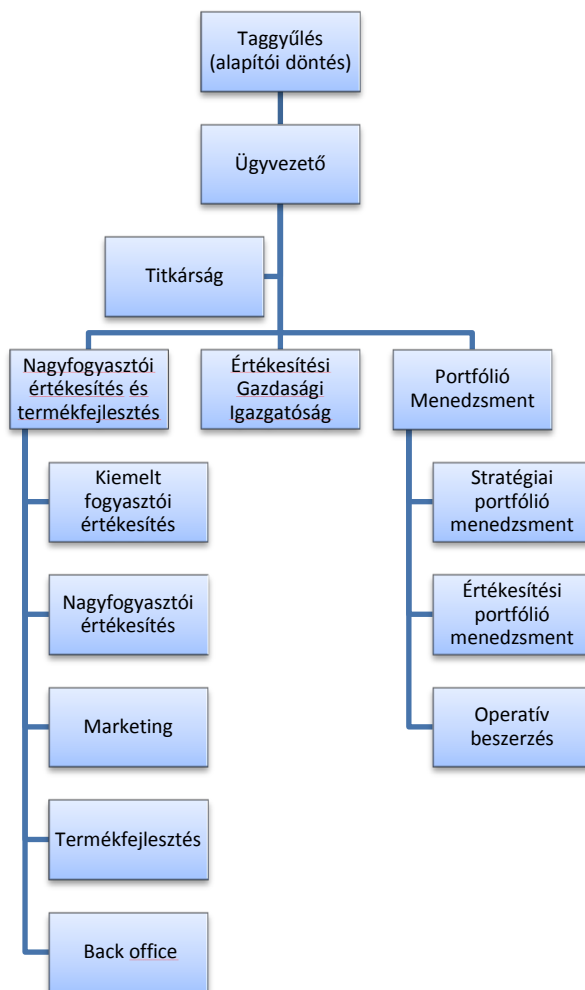 Taggyűlés
(alapítói döntés)
Ügyvezető
Titkárság
Nagyfogyasztói
értékesítés és
termékfejlesztés
Értékesítési
Gazdasági
Igazgatóság
Portfólió
Menedzsment
Kiemelt
fogyasztói
értékesítés
Nagyfogyasztói
értékesítés
Marketing
Termékfejlesztés
Back office
Stratégiai
portfólió
menedzsment
Értékesítési
portfólió
menedzsment
Operatív
beszerzés